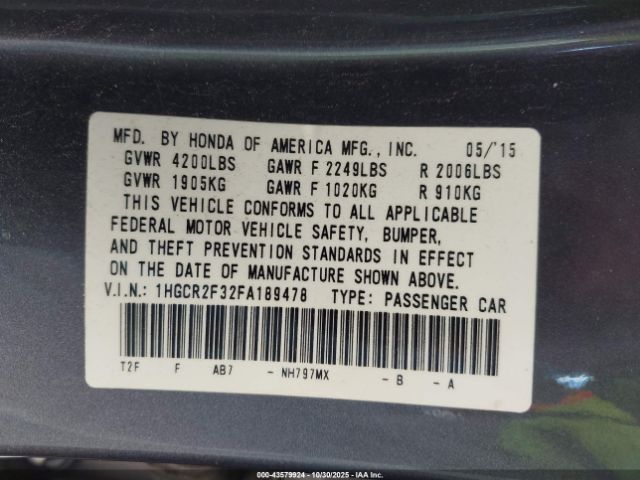 MFD. BY HONDA OF AMERICA MFG., INC. 05/'15
GVWR 4200LBS GAWR F 2249LBS R 2006LBS
GVWR 1905KG GAWR F 1020KG R 910KG
THIS VEHICLE CONFORMS TO ALL APPLICABLE
FEDERAL MOTOR VEHICLE SAFETY, BUMPER,
AND THEFT PREVENTION STANDARDS IN EFFECT
ON THE DATE OF MANUFACTURE SHOWN ABOVE.
V.I.N.: 1HGCR2F32FA189478 TYPE: PASSENGER CAR
T2F F AB7 - NH797MX - B - A
000-43579924 - 10/30/2025 - IAA Inc.